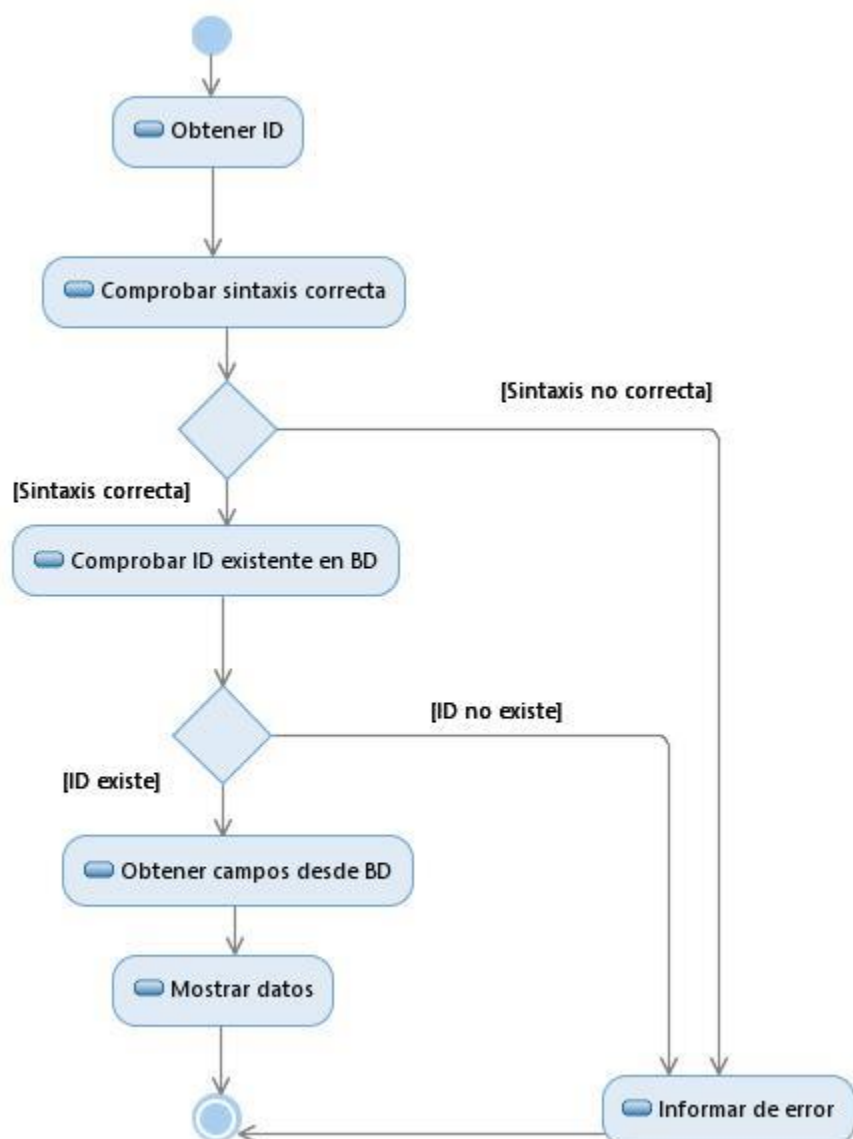 Obtener ID
Comprobar sintaxis correcta
[Sintaxis no correcta]
[Sintaxis correcta]
Comprobar ID existente en BD
[ID no existe]
[ID existe]
Obtener campos desde BD
Mostrar datos
Informar de error